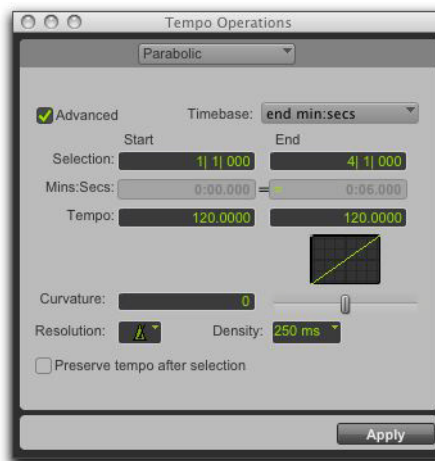 Tempo Operations
Parabolic
Advanced Timebase: end min:secs
Start End
Selection: 1| 1| 000 4| 1| 000
Mins:Secs: 0:00.000 = 0:06.000
Tempo: 120.0000 120.0000
Curvature: 0
Resolution: Density: 250 ms
Preserve tempo after selection
Apply